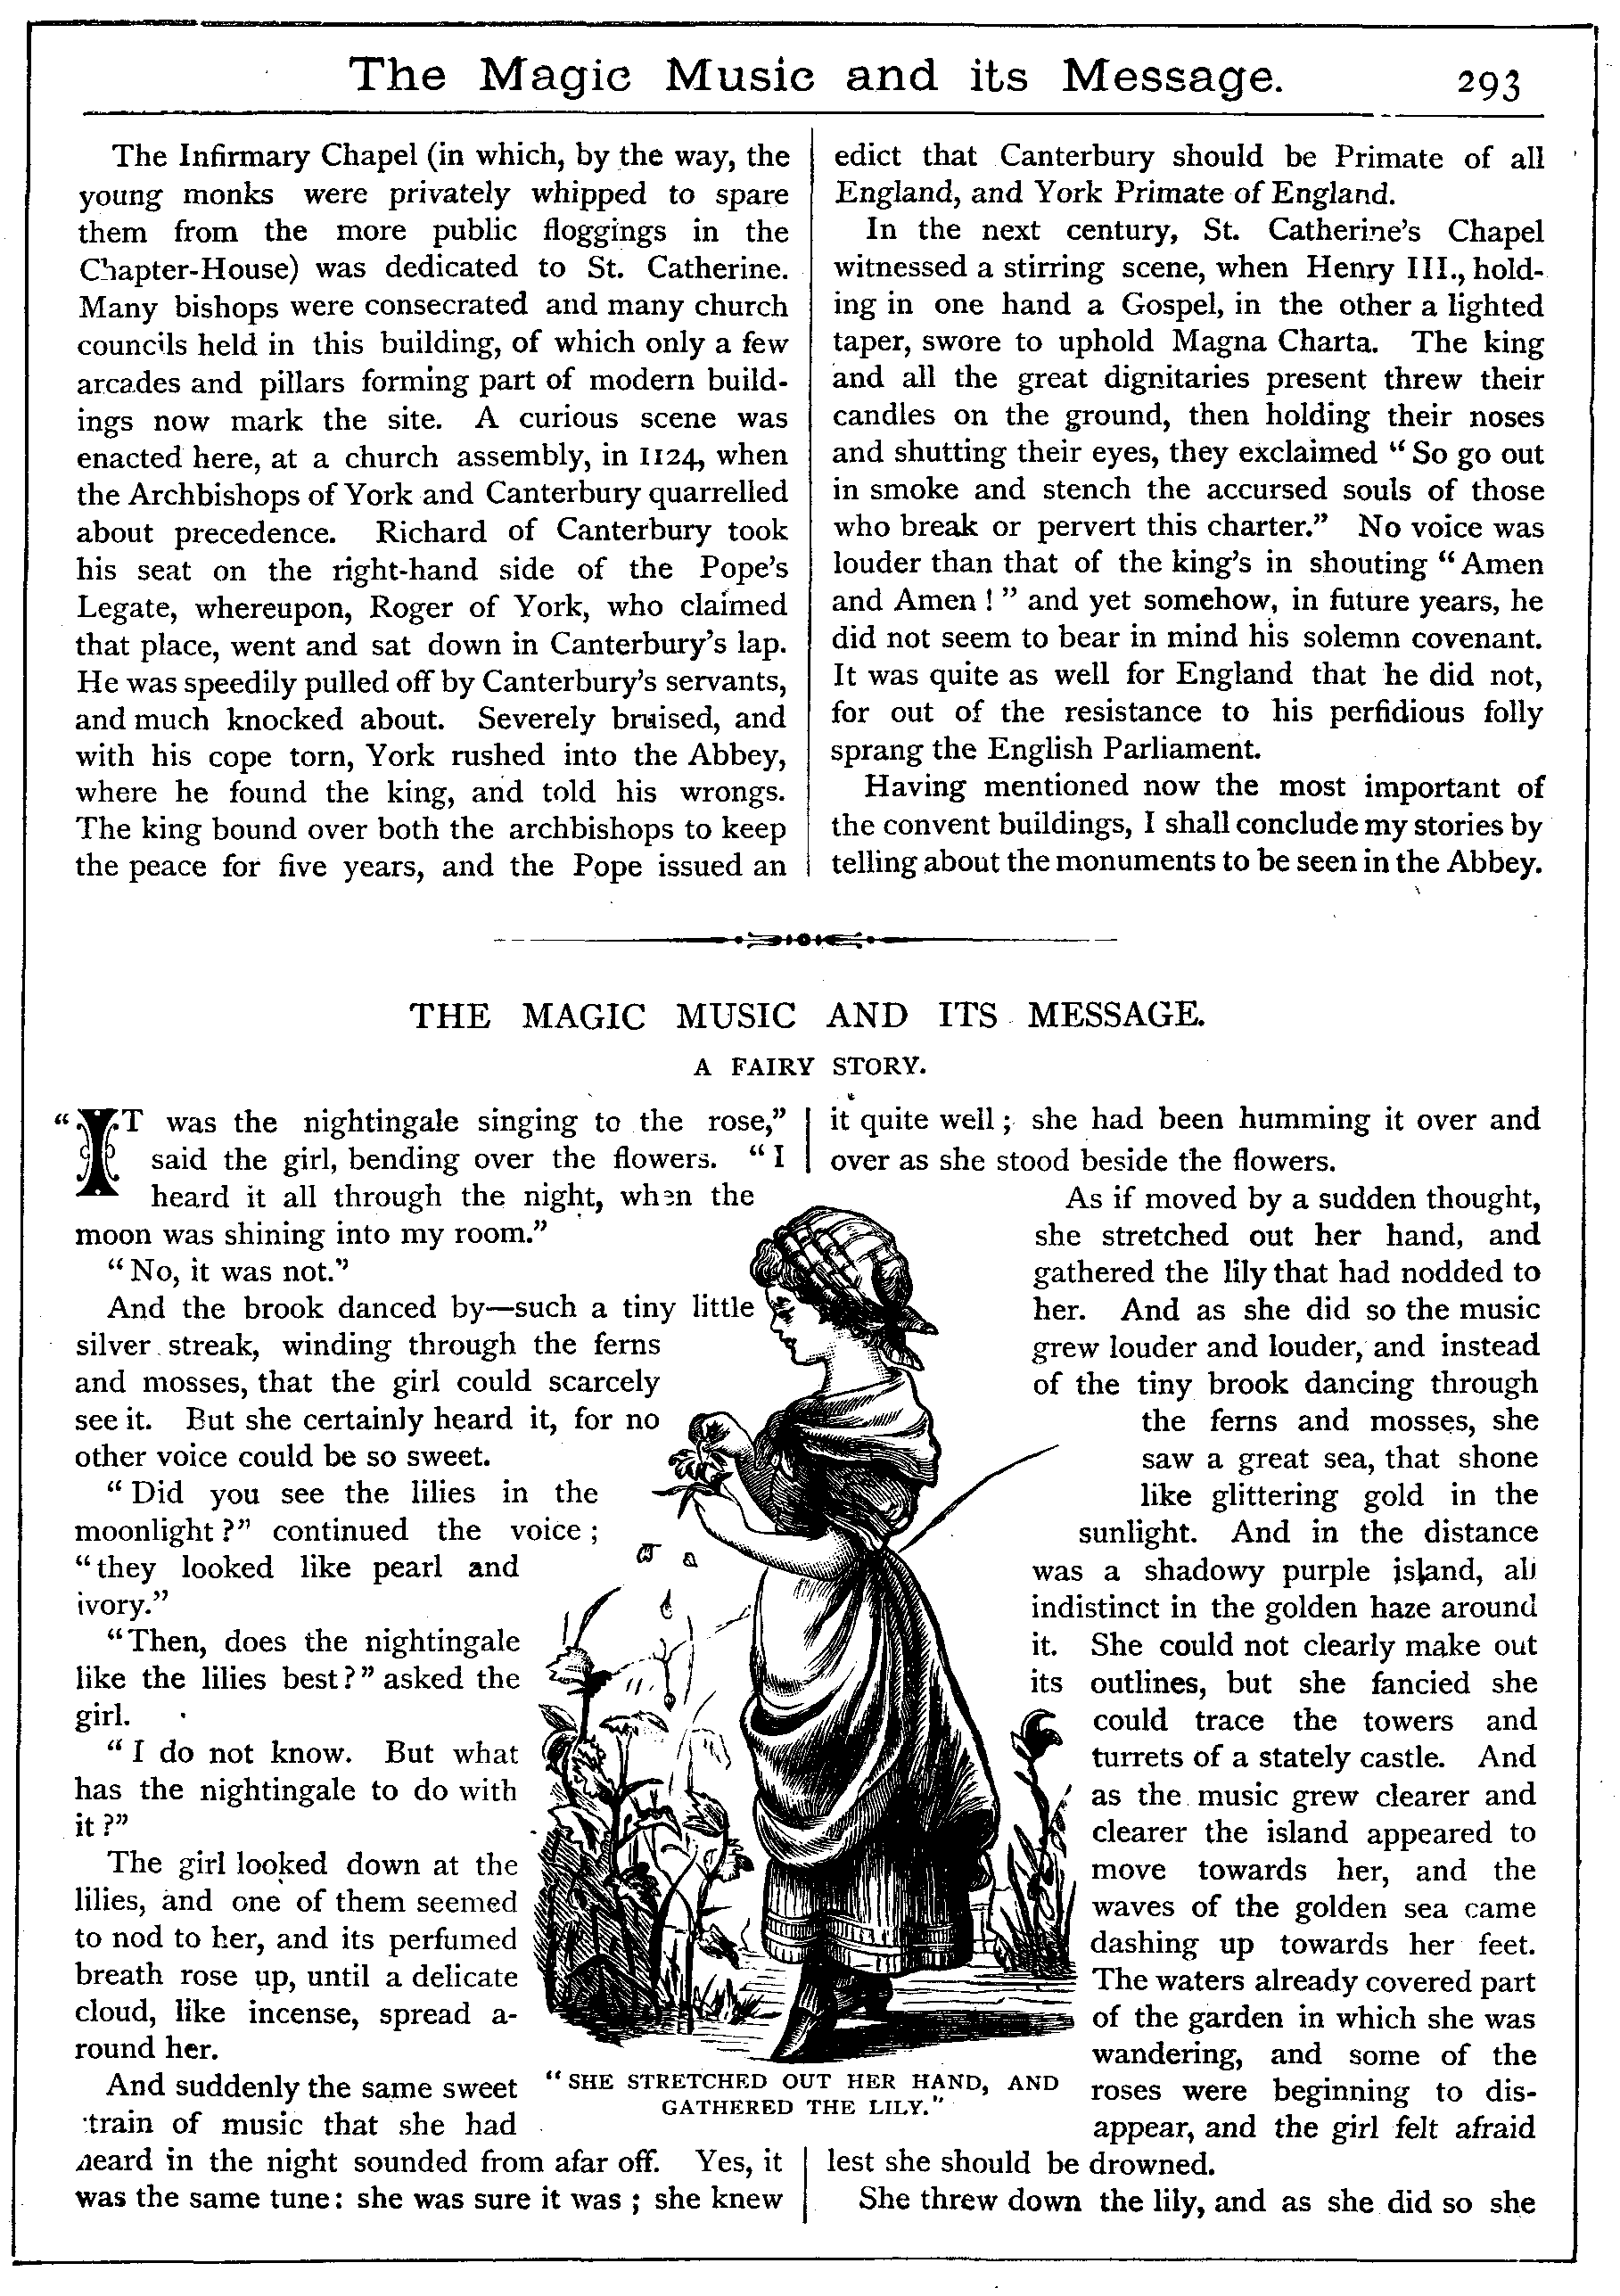 The Magic Music and its Message.
293
The Infirmary Chapel (in which, by the way, the
young monks were privately whipped to spare
them from the more public floggings in the
Chapter-House) was dedicated to St. Catherine.
Many bishops were consecrated and many church
councils held in this building, of which only a few
arcades and pillars forming part of modern build-
ings now mark the site. A curious scene was
enacted here, at a church assembly, in 1124, when
the Archbishops of York and Canterbury quarrelled
about precedence. Richard of Canterbury took
his seat on the right-hand side of the Pope's
Legate, whereupon, Roger of York, who claimed
that place, went and sat down in Canterbury's lap.
He was speedily pulled off by Canterbury's servants,
and much knocked about. Severely bruised, and
with his cope torn, York rushed into the Abbey,
where he found the king, and told his wrongs.
The king bound over both the archbishops to keep
the peace for five years, and the Pope issued an
edict that Canterbury should be Primate of all
England, and York Primate of England.
In the next century, St. Catherine's Chapel
witnessed a stirring scene, when Henry III., hold-
ing in one hand a Gospel, in the other a lighted
taper, swore to uphold Magna Charta. The king
and all the great dignitaries present threw their
candles on the ground, then holding their noses
and shutting their eyes, they exclaimed "So go out
in smoke and stench the accursed souls of those
who break or pervert this charter." No voice was
louder than that of the king's in shouting "Amen
and Amen!" and yet somehow, in future years, he
did not seem to bear in mind his solemn covenant.
It was quite as well for England that he did not,
for out of the resistance to his perfidious folly
sprang the English Parliament.
Having mentioned now the most important of
the convent buildings, I shall conclude my stories by
telling about the monuments to be seen in the Abbey.
THE MAGIC MUSIC AND ITS MESSAGE.
A FAIRY STORY.
"IT was the nightingale singing to the rose,"
said the girl, bending over the flowers. "I
heard it all through the night, when the
moon was shining into my room."
"No, it was not."
And the brook danced by—such a tiny little
silver streak, winding through the ferns
and mosses, that the girl could scarcely
see it. But she certainly heard it, for no
other voice could be so sweet.
"Did you see the lilies in the
moonlight?" continued the voice;
"they looked like pearl and
ivory."
"Then, does the nightingale
like the lilies best?" asked the
girl.
"I do not know. But what
has the nightingale to do with
it?"
The girl looked down at the
lilies, and one of them seemed
to nod to her, and its perfumed
breath rose up, until a delicate
cloud, like incense, spread a-
round her.
And suddenly the same sweet
strain of music that she had
heard in the night sounded from afar off. Yes, it
was the same tune: she was sure it was; she knew
"SHE STRETCHED OUT HER HAND, AND
GATHERED THE LILY."
it quite well; she had been humming it over and
over as she stood beside the flowers.
As if moved by a sudden thought,
she stretched out her hand, and
gathered the lily that had nodded to
her. And as she did so the music
grew louder and louder, and instead
of the tiny brook dancing through
the ferns and mosses, she
saw a great sea, that shone
like glittering gold in the
sunlight. And in the distance
was a shadowy purple island, all
indistinct in the golden haze around
it. She could not clearly make out
its outlines, but she fancied she
could trace the towers and
turrets of a stately castle. And
as the music grew clearer and
clearer the island appeared to
move towards her, and the
waves of the golden sea came
dashing up towards her feet.
The waters already covered part
of the garden in which she was
wandering, and some of the
roses were beginning to dis-
appear, and the girl felt afraid
lest she should be drowned.
She threw down the lily, and as she did so she